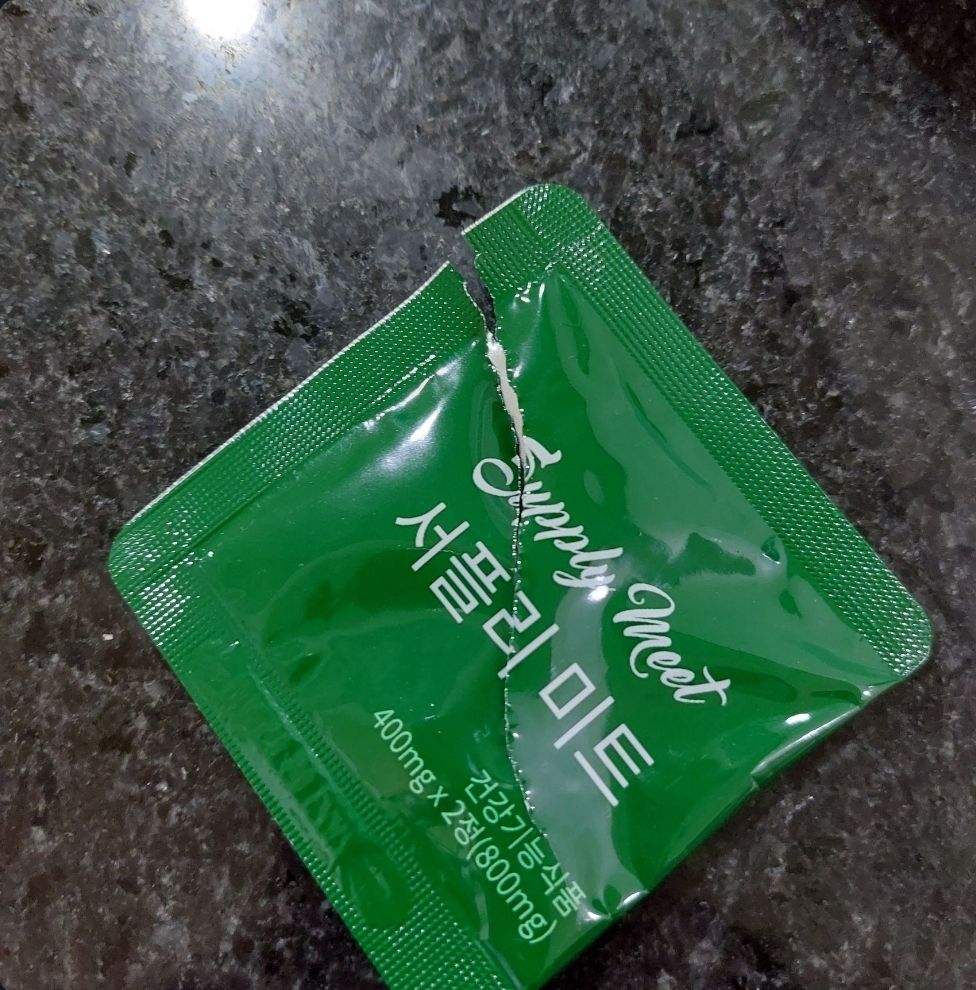 Supply Meet
서플리 미트
건강기능식품
400mg x 2정(800mg)